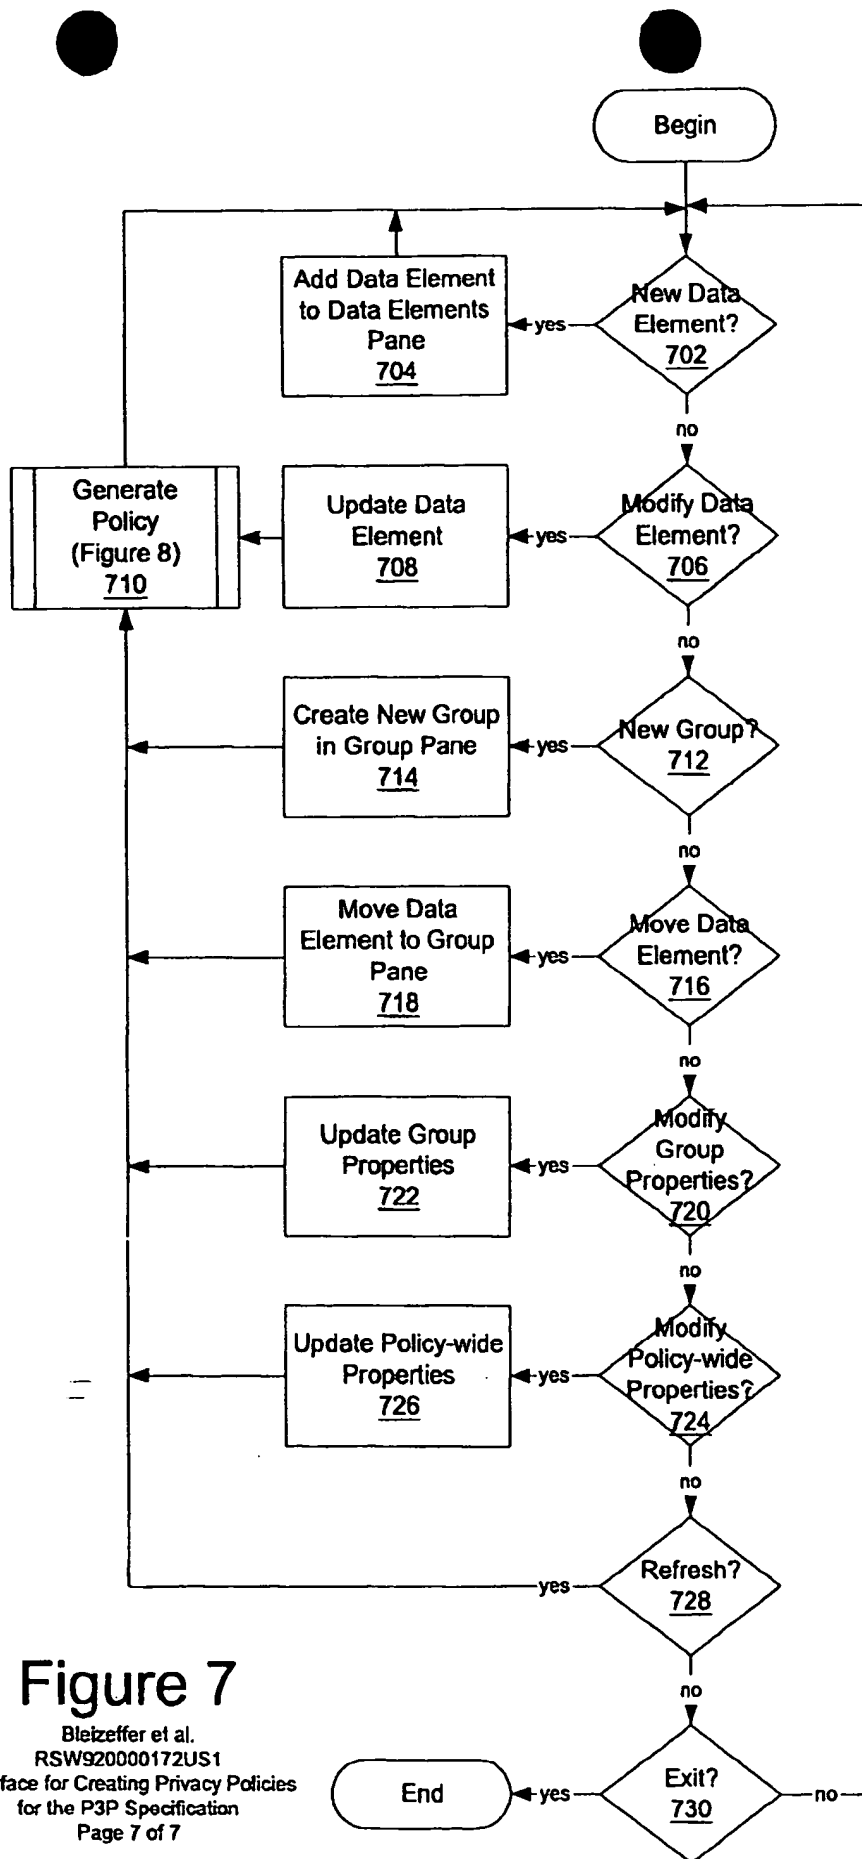 Begin
New Data
Element?
702
yes
Add Data Element
to Data Elements
Pane
704
no
Modify Data
Element?
706
yes
Update Data
Element
708
Generate
Policy
(Figure 8)
710
no
New Group?
712
yes
Create New Group
in Group Pane
714
no
Move Data
Element?
716
yes
Move Data
Element to Group
Pane
718
no
Modify
Group
Properties?
720
yes
Update Group
Properties
722
no
Modify
Policy-wide
Properties?
724
yes
Update Policy-wide
Properties
726
no
Refresh?
728
yes
no
Exit?
730
yes
no
End
Figure 7
Bleizeffer et al.
RSW920000172US1
face for Creating Privacy Policies
for the P3P Specification
Page 7 of 7